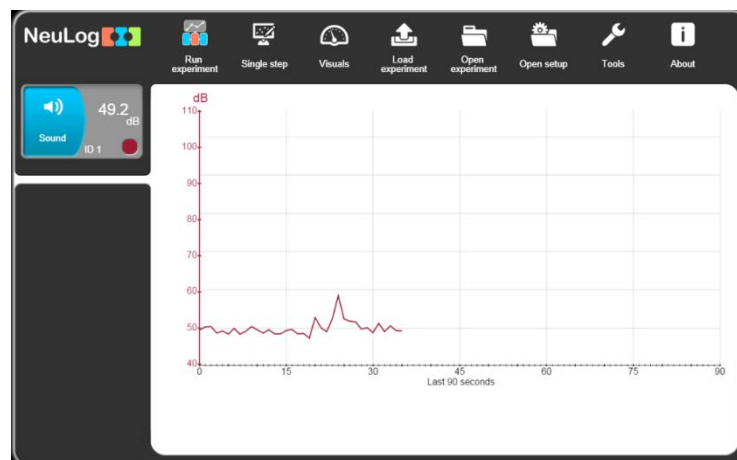 NeuLog
Run experiment
Single step
Visuals
Load experiment
Open experiment
Open setup
Tools
About
49.2
dB
Sound
ID 1
dB
110
100
90
80
70
60
50
40
0 15 30 45 60 75 90
Last 90 seconds